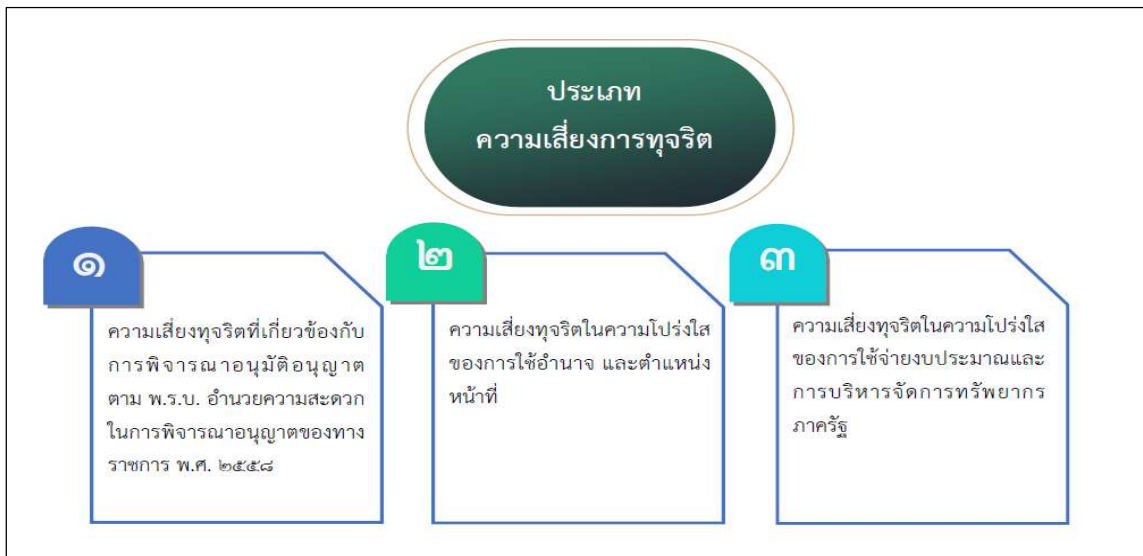 ประเภท
ความเสี่ยงการทุจริต
๑
ความเสี่ยงทุจริตที่เกี่ยวข้องกับ
การพิจารณาอนุมัติอนุญาต
ตาม พ.ร.บ. อำนวยความสะดวก
ในการพิจารณาอนุญาตของทาง
ราชการ พ.ศ. ๒๕๕๘
๒
ความเสี่ยงทุจริตในความโปร่งใส
ของการใช้อำนาจ และตำแหน่ง
หน้าที่
๓
ความเสี่ยงทุจริตในความโปร่งใส
ของการใช้จ่ายงบประมาณและ
การบริหารจัดการทรัพยากร
ภาครัฐ